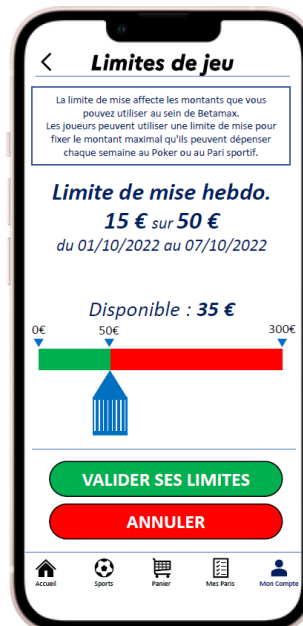 Limites de jeu
La limite de mise affecte les montants que vous
pouvez utiliser au sein de Betamax.
Les joueurs peuvent utiliser une limite de mise pour
fixer le montant maximal qu'ils peuvent dépenser
chaque semaine au Poker ou au Pari sportif.
Limite de mise hebdo.
15 € sur 50 €
du 01/10/2022 au 07/10/2022
Disponible : 35 €
0€ 50€ 300€
VALIDER SES LIMITES
ANNULER
Accueil Sports Panier Mes Paris Mon Compte